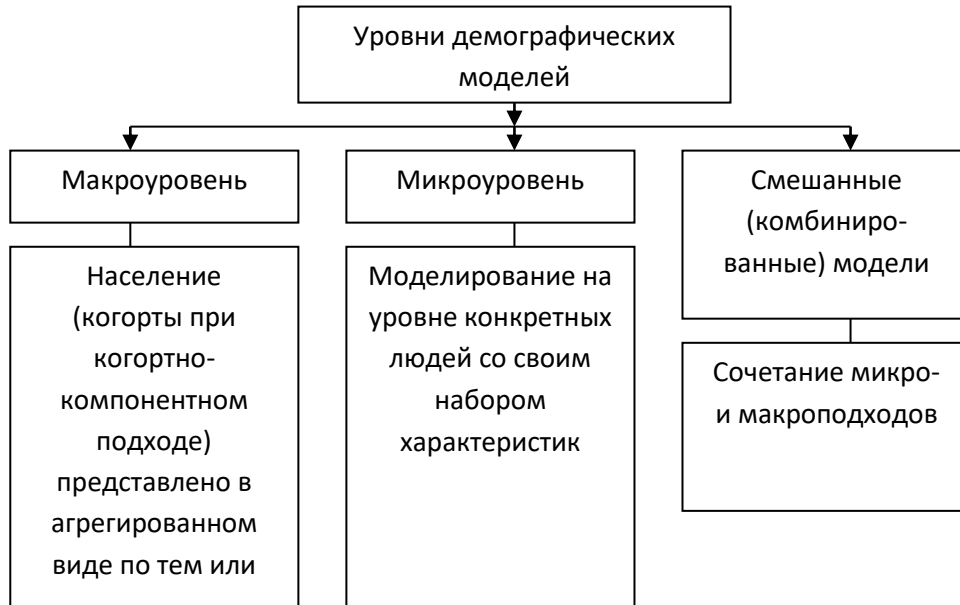 Уровни демографических
моделей
Макроуровень
Население
(когорты при
когортно-
компонентном
подходе)
представлено в
агрегированном
виде по тем или
Микроуровень
Моделирование на
уровне конкретных
людей со своим
набором
характеристик
Смешанные
(комбиниро-
ванные) модели
Сочетание микро-
и макроподходов